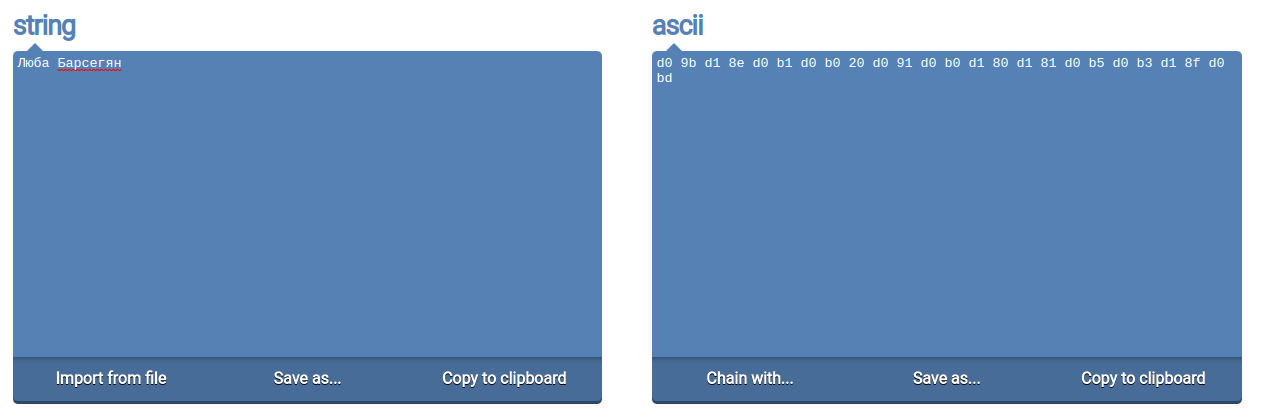 string
ascii
Люба Барсегян
d0 9b d1 8e d0 b1 d0 b0 20 d0 91 d0 b0 d1 80 d1 81 d0 b5 d0 b3 d1 8f d0
bd
Import from file
Save as...
Copy to clipboard
Chain with...
Save as...
Copy to clipboard